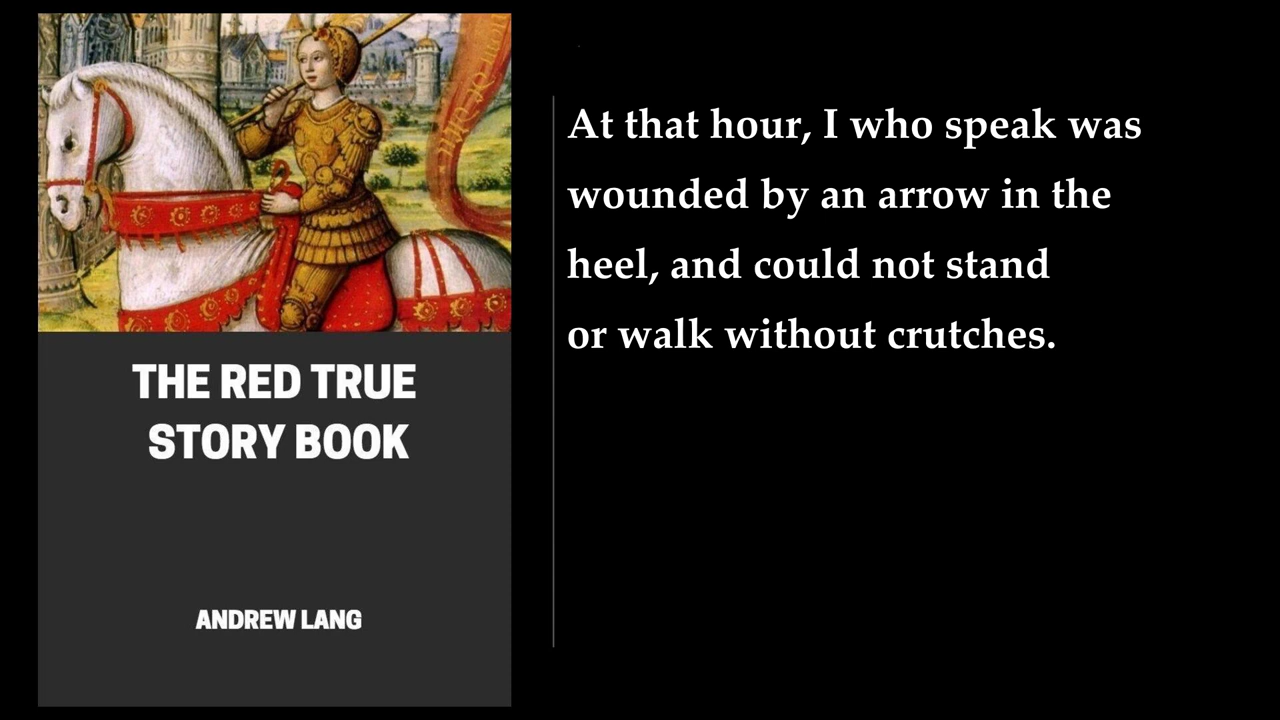 THE RED TRUE
STORY BOOK
ANDREW LANG
At that hour, I who speak was
wounded by an arrow in the
heel, and could not stand
or walk without crutches.